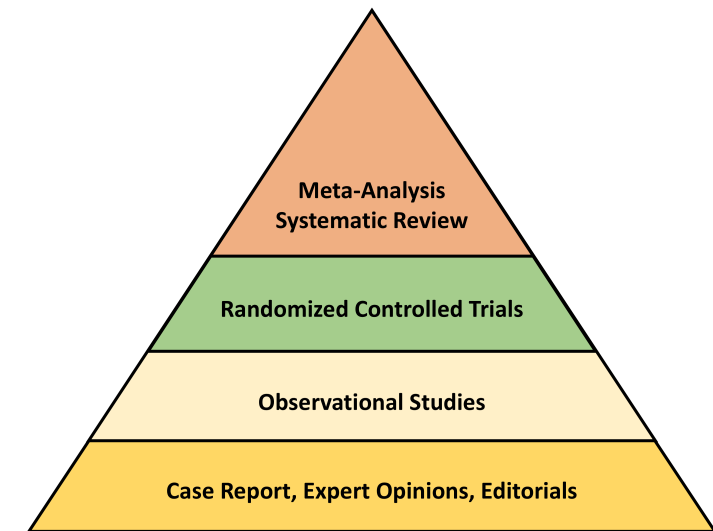 Meta-Analysis
Systematic Review
Randomized Controlled Trials
Observational Studies
Case Report, Expert Opinions, Editorials